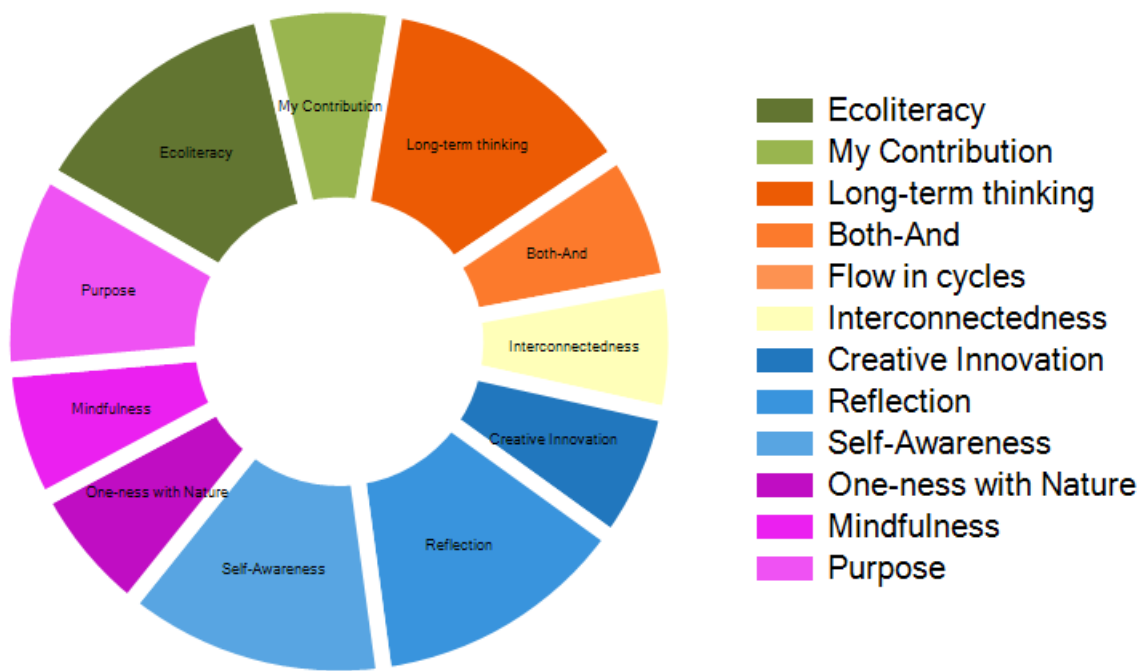 My Contribution
Long-term thinking
Ecoliteracy
Both-And
Purpose
Interconnectedness
Mindfulness
Creative Innovation
One-ness with Nature
Reflection
Self-Awareness
Ecoliteracy
My Contribution
Long-term thinking
Both-And
Flow in cycles
Interconnectedness
Creative Innovation
Reflection
Self-Awareness
One-ness with Nature
Mindfulness
Purpose